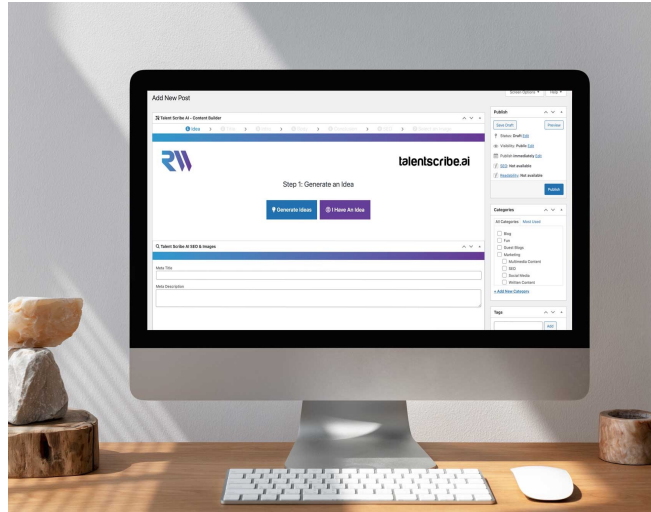 Screen Options Help
Add New Post
Talent Scribe AI - Content Builder
Idea
RW
talentscribe.ai
Step 1: Generate an Idea
Generate Ideas
I Have An Idea
Talent Scribe AI SEO & Images
Meta Title
Meta Description
Publish
Save Draft
Preview
Status: Draft Edit
Visibility: Public Edit
Publish immediately Edit
SEO: Not available
Readability: Not available
Publish
Categories
All Categories Most Used
Blog
Fun
Guest Blogs
Marketing
Multimedia Content
SEO
Social Media
Written Content
+ Add New Category
Tags
Add